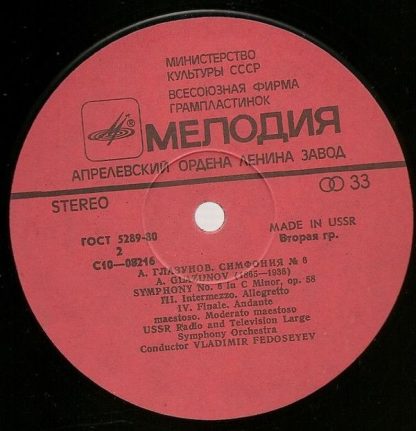 МИНИСТЕРСТВО
КУЛЬТУРЫ СССР
ВСЕСОЮЗНАЯ ФИРМА
ГРАМПЛАСТИНОК
МЕЛОДИЯ
АПРЕЛЕВСКИЙ ОРДЕНА ЛЕНИНА ЗАВОД
STEREO
33
ГОСТ 5289-80
MADE IN USSR
2
Вторая гр.
С10—08216
А. ГЛАЗУНОВ. СИМФОНИЯ № 6
A. GLAZUNOV (1865—1936)
SYMPHONY No. 6 in C Minor, op. 58
III. Intermezzo. Allegretto
IV. Finale. Andante
maestoso. Moderato maestoso
USSR Radio and Television Large
Symphony Orchestra
Conductor VLADIMIR FEDOSEYEV